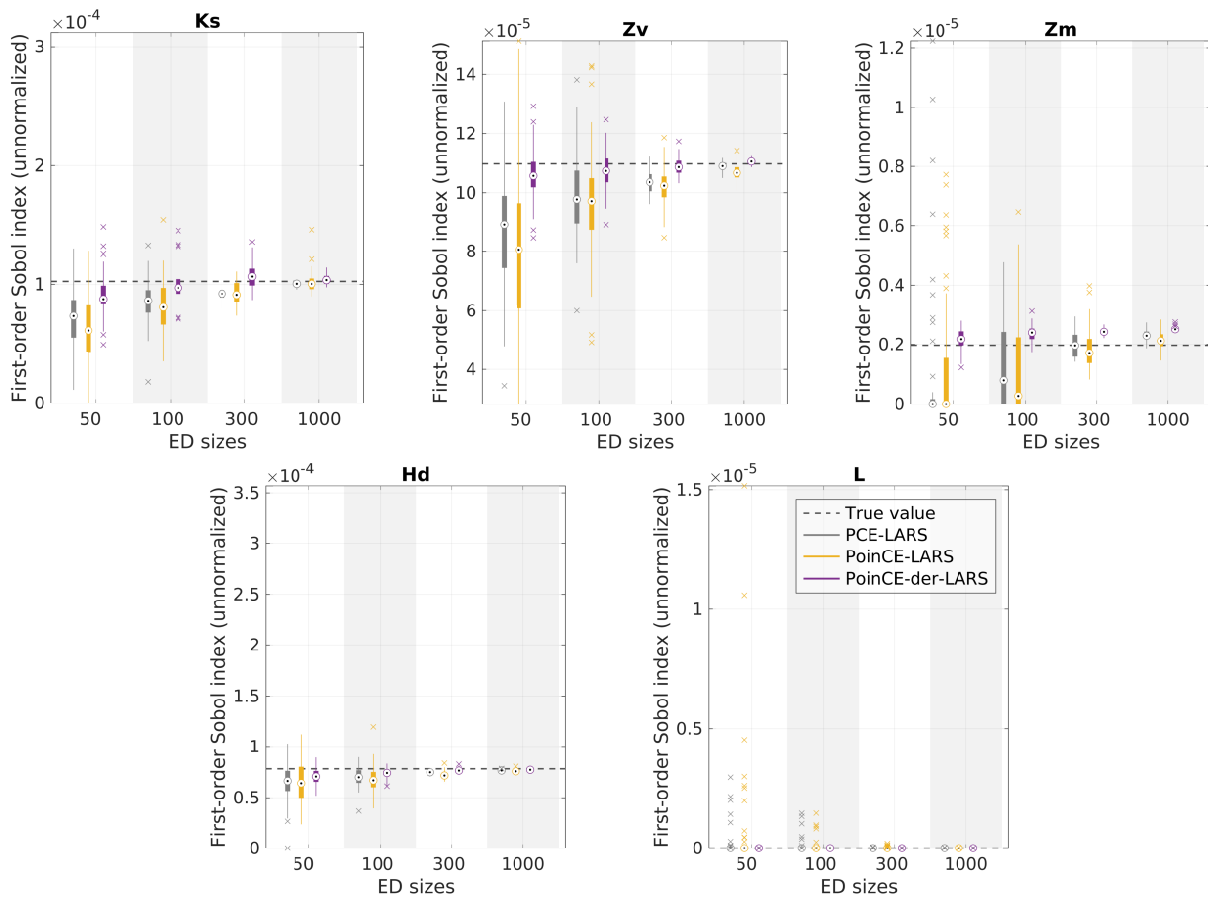 ×10⁻⁴
Ks
First-order Sobol index (unnormalized)
3
2
1
0
50 100 300 1000
ED sizes
×10⁻⁵
Zv
First-order Sobol index (unnormalized)
14
12
10
8
6
4
50 100 300 1000
ED sizes
×10⁻⁵
Zm
First-order Sobol index (unnormalized)
1.2
1
0.8
0.6
0.4
0.2
0
50 100 300 1000
ED sizes
×10⁻⁴
Hd
First-order Sobol index (unnormalized)
3.5
3
2.5
2
1.5
1
0.5
0
50 100 300 1000
ED sizes
×10⁻⁵
L
First-order Sobol index (unnormalized)
1.5
1
0.5
0
True value
PCE-LARS
PoinCE-LARS
PoinCE-der-LARS
50 100 300 1000
ED sizes